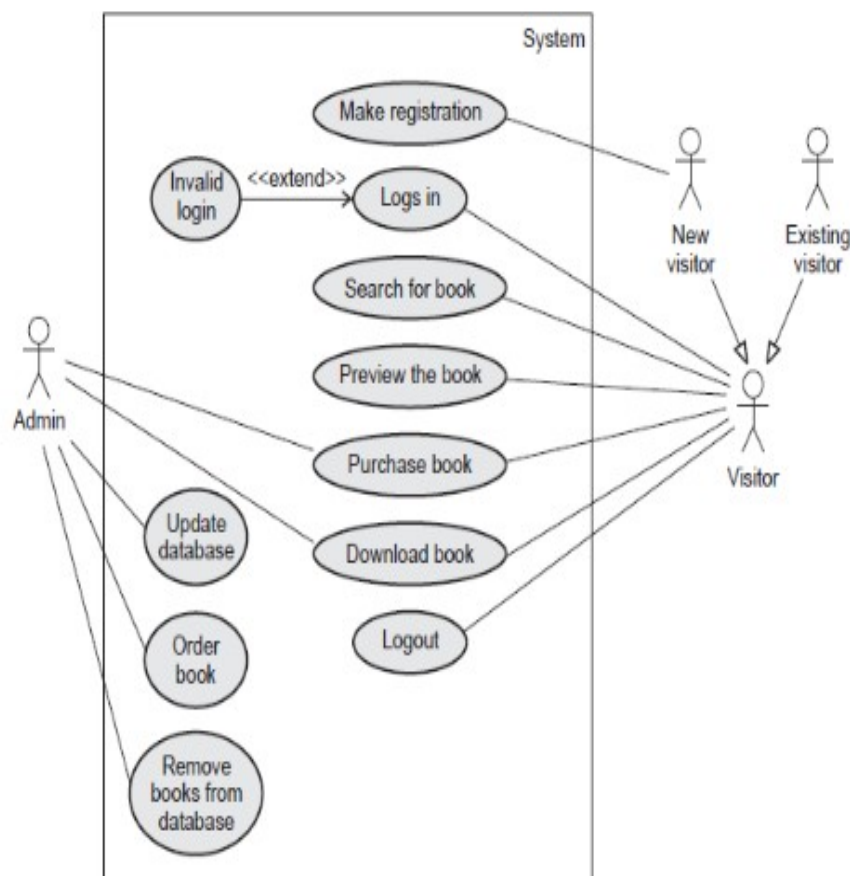 System
Make registration
<<extend>>
Invalid
login
Logs in
New
visitor
Existing
visitor
Search for book
Admin
Preview the book
Purchase book
Visitor
Update
database
Download book
Order
book
Logout
Remove
books from
database